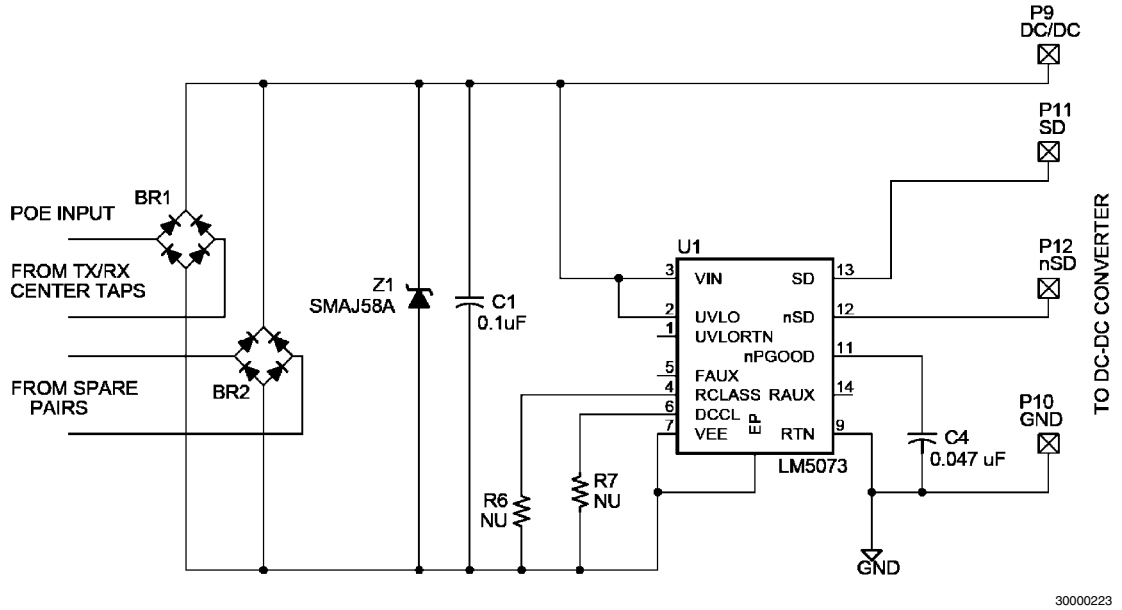 P9
DC/DC
P11
SD
BR1
POE INPUT
FROM TX/RX
CENTER TAPS
Z1
SMAJ58A
C1
0.1uF
U1
P12
nSD
3 VIN SD 13
2 UVLO nSD 12
1 UVLORTN
nPGOOD 11
5 FAUX
4 RCLASS RAUX 14
6 DCCL
7 VEE EP RTN 9
LM5073
BR2
FROM SPARE
PAIRS
R6
NU
R7
NU
C4
0.047 uF
P10
GND
GND
TO DC-DC CONVERTER
30000223